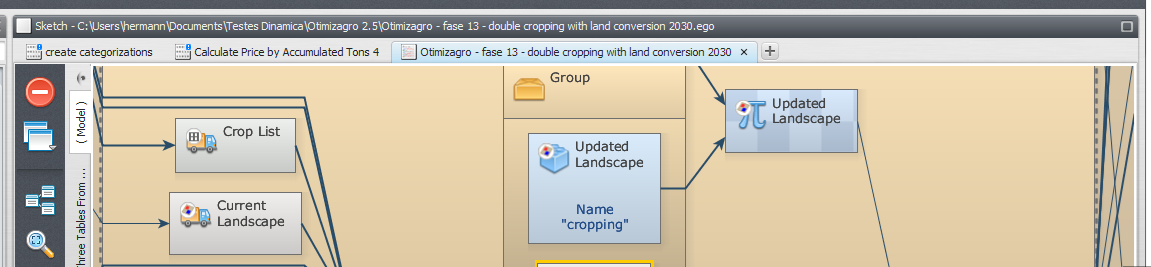 Sketch - C:\Users\hermann\Documents\Testes Dinamica\Otimizagro 2.5\Otimizagro - fase 13 - double cropping with land conversion 2030.ego
create categorizations
Calculate Price by Accumulated Tons 4
Otimizagro - fase 13 - double cropping with land conversion 2030
( Model )
Three Tables From ...
Crop List
Current
Landscape
Group
Updated
Landscape
Name
"cropping"
Updated
Landscape